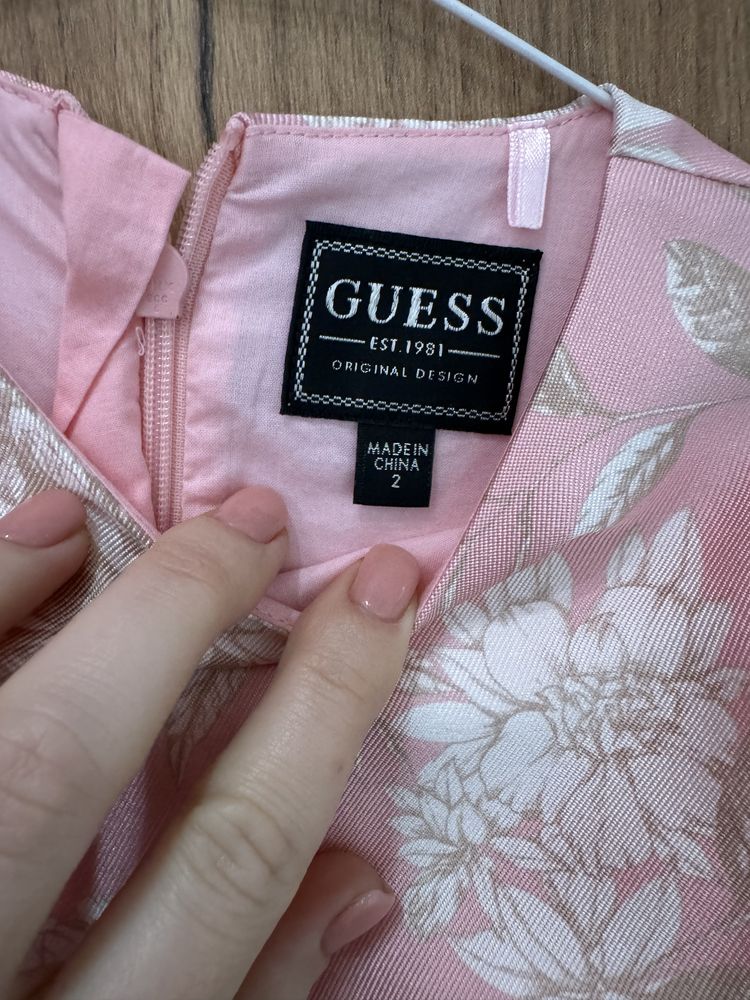 GUESS
EST.1981
ORIGINAL DESIGN
MADE IN
CHINA
2